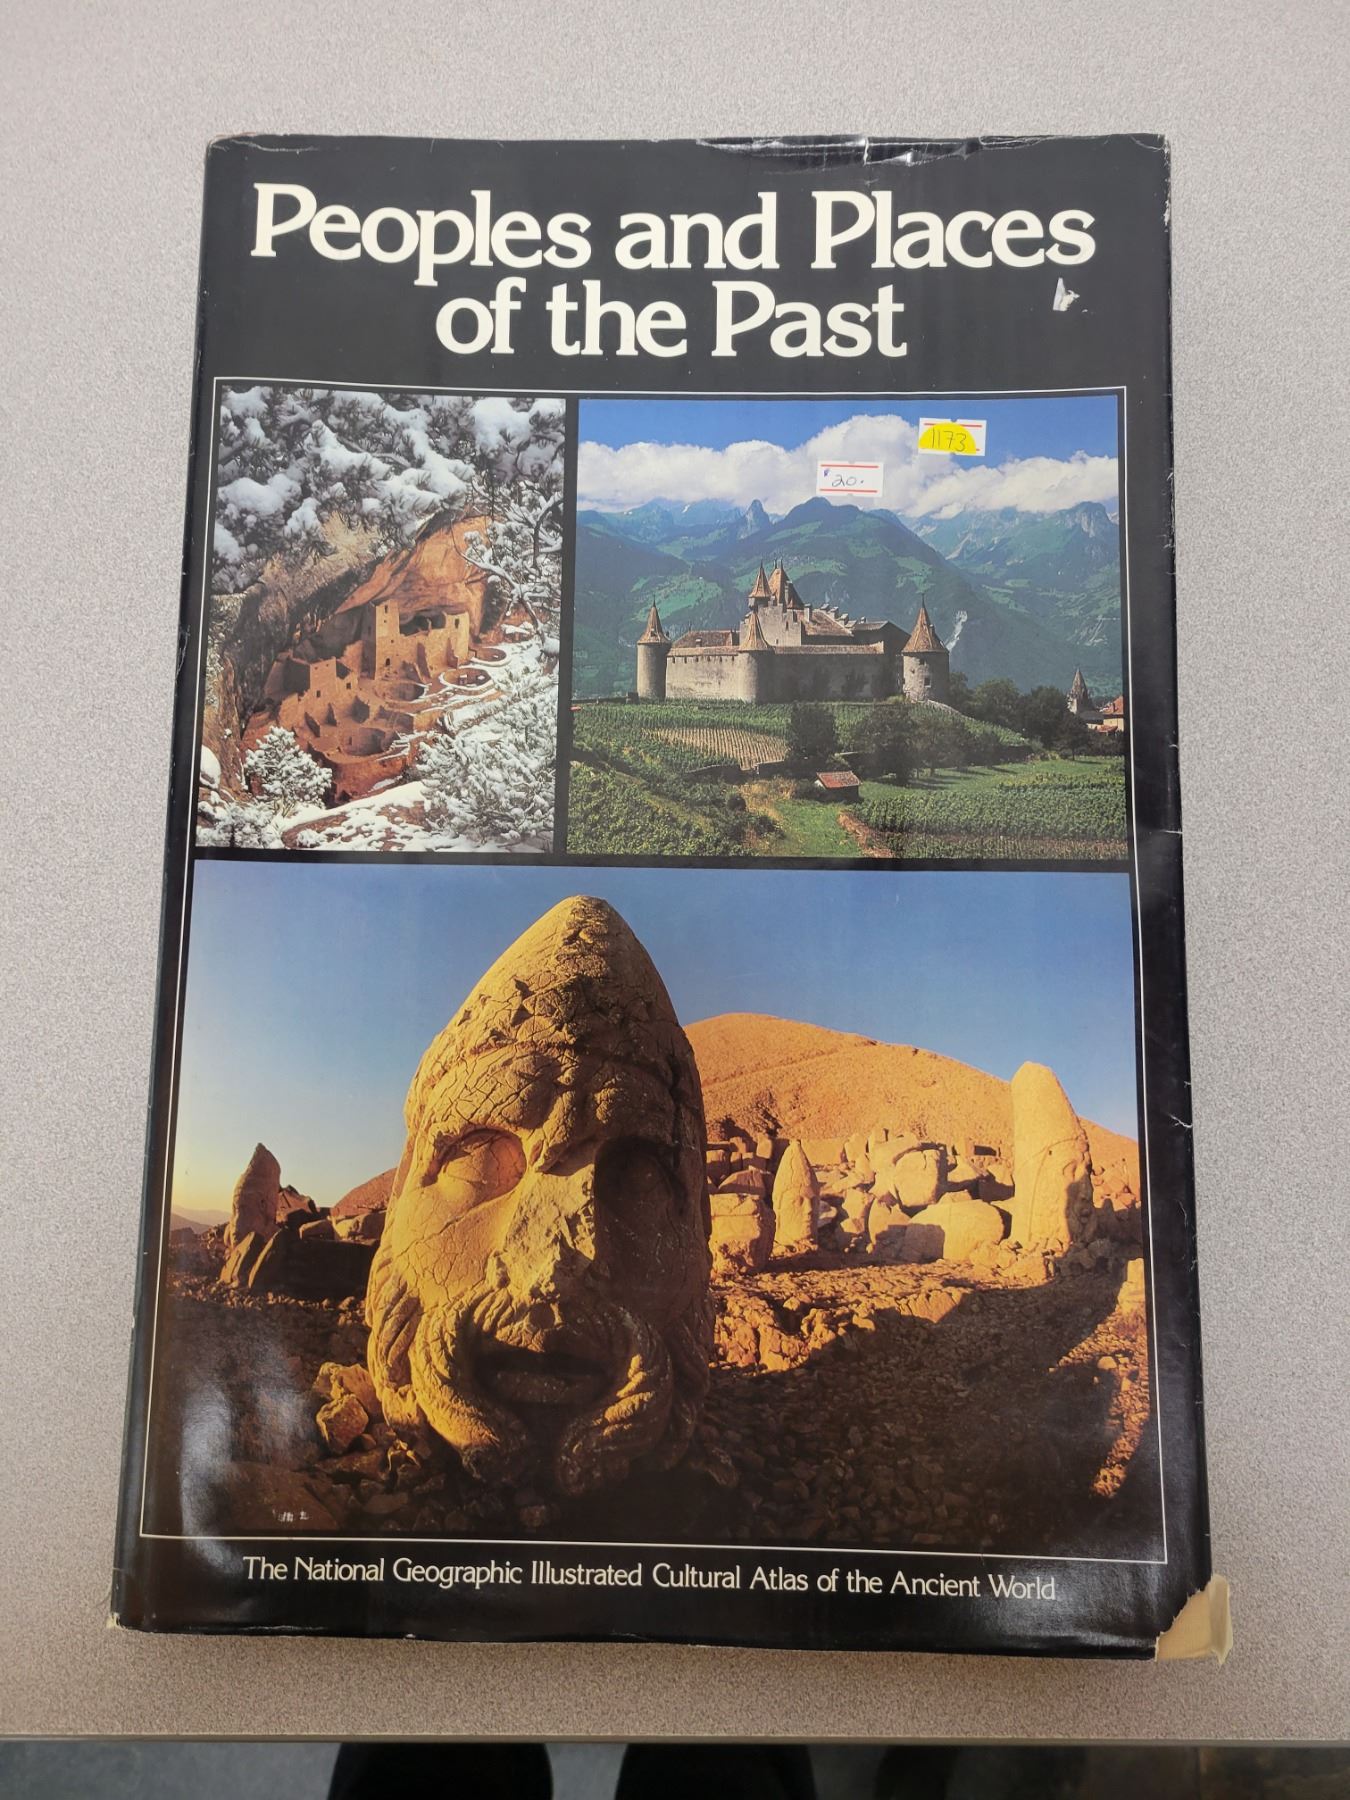 Peoples and Places
of the Past
1173
$20.
The National Geographic Illustrated Cultural Atlas of the Ancient World